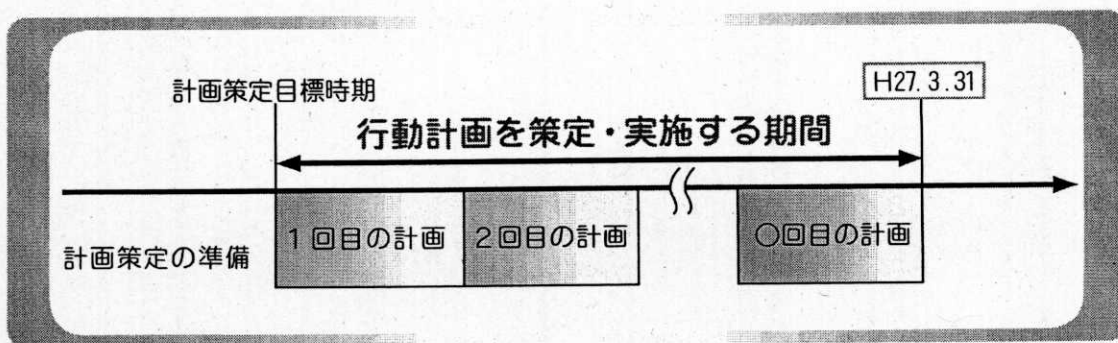 計画策定目標時期
H27.3.31
行動計画を策定・実施する期間
計画策定の準備
1回目の計画
2回目の計画
○回目の計画